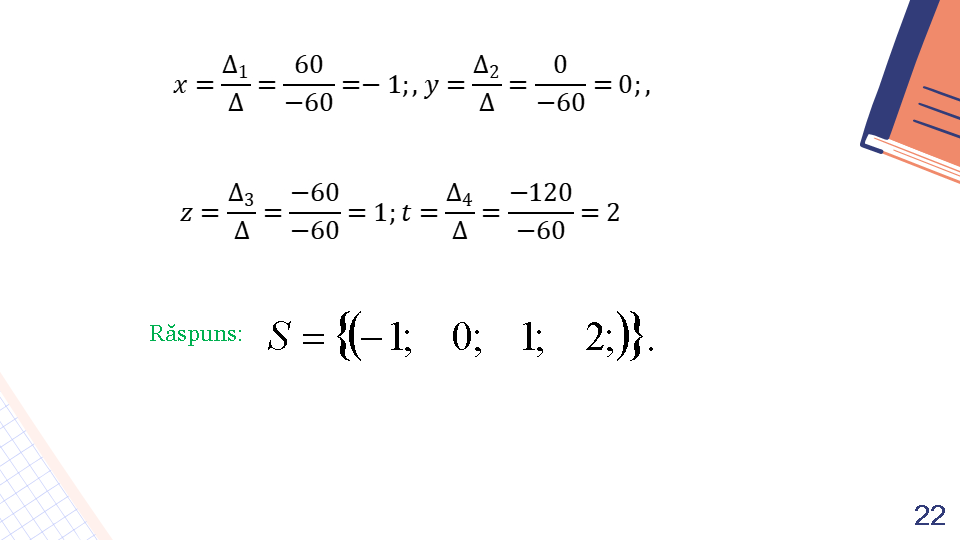 x = Δ₁/Δ = 60/−60 =− 1;, y = Δ₂/Δ = 0/−60 = 0;,
z = Δ₃/Δ = −60/−60 = 1; t = Δ₄/Δ = −120/−60 = 2
Răspuns: S = {(−1; 0; 1; 2;)}.
22